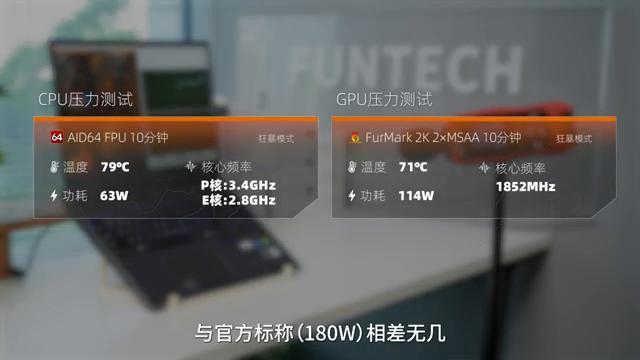 FUNTECH
CPU压力测试
GPU压力测试
64 AID64 FPU 10分钟 狂暴模式
温度 79℃ 核心频率
P核:3.4GHz
E核:2.8GHz
功耗 63W
FurMark 2K 2×MSAA 10分钟 狂暴模式
温度 71℃ 核心频率
1852MHz
功耗 114W
与官方标称(180W)相差无几